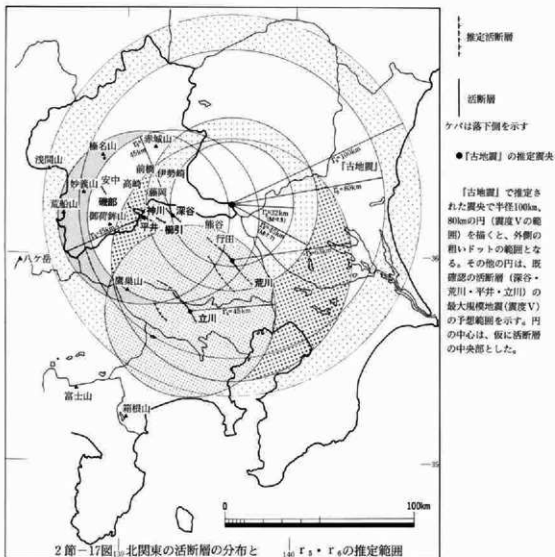 推定活断層
活断層
ケバは落下側を示す
●『古地震』の推定震央
『古地震』で推定さ
れた震央で半径100km、
80kmの円（震度Ⅴの範
囲）を描くと、外側の
粗いドットの範囲とな
る。その他の円は、既
確認の活断層（深谷・
荒川・平井・立川）の
最大規模地震（震度Ⅴ）
の予想範囲を示す。円
の中心は、仮に活断層
の中央部とした。
榛名山
赤城山
浅間山
前橋
伊勢崎
『古地震』
安中
高崎
妙義山
藤岡
磯部
荒船山
御荷鉾山
神川
深谷
平井
櫛引
熊谷
行田
八ケ岳
鷹巣山
荒川
立川
富士山
箱根山
36
35
0
100km
2節－17図 北関東の活断層の分布と
140
r₅・r₆の推定範囲